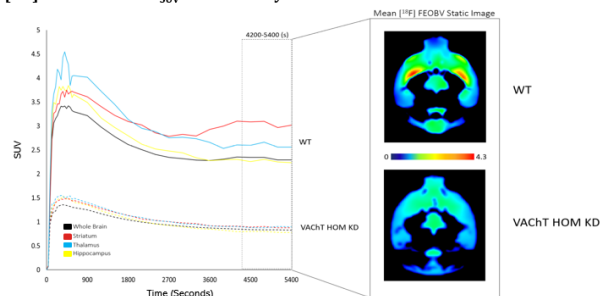 Mean [¹⁸F] FEOBV Static Image
5
4.5
4
3.5
3
2.5
2
1.5
1
0.5
0
SUV
4200-5400 (s)
WT
VAChT HOM KD
Whole Brain
Striatum
Thalamus
Hippocampus
0
900
1800
2700
3600
4500
5400
Time (Seconds)
WT
0
4.3
VAChT HOM KD